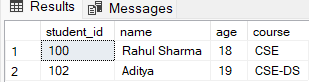 Results Messages
student_id name age course
1 100 Rahul Sharma 18 CSE
2 102 Aditya 19 CSE-DS